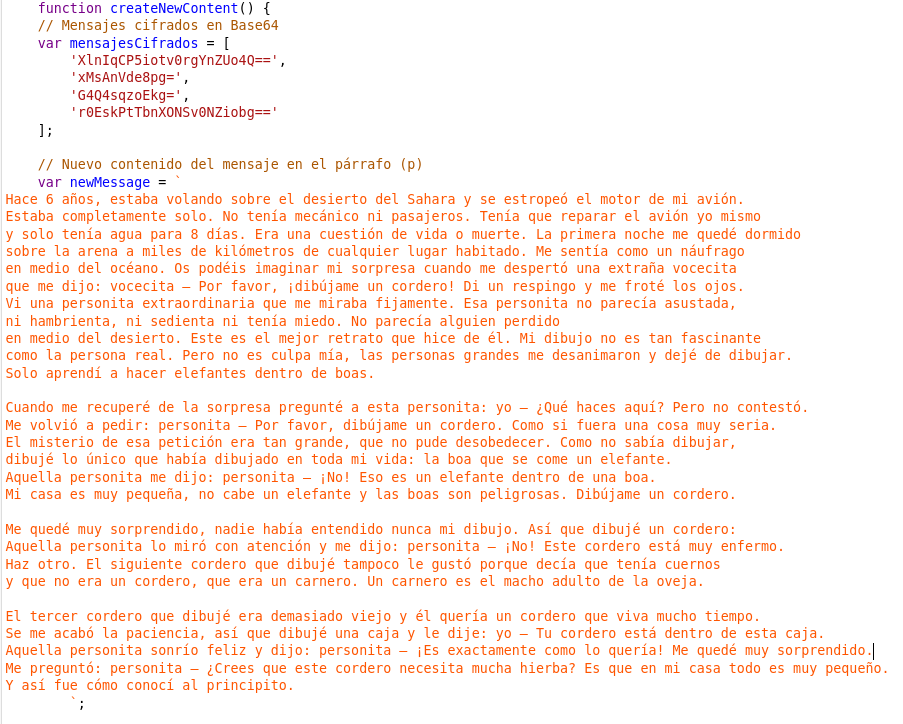 function createNewContent() {
// Mensajes cifrados en Base64
var mensajesCifrados = [
'XlnIqCP5iotv0rgYnZUo4Q==',
'xMsAnVde8pg=',
'G4Q4sqzoEkg=',
'r0EskPtTbnXONSv0NZiobg=='
];
// Nuevo contenido del mensaje en el párrafo (p)
var newMessage = `
Hace 6 años, estaba volando sobre el desierto del Sahara y se estropeó el motor de mi avión.
Estaba completamente solo. No tenía mecánico ni pasajeros. Tenía que reparar el avión yo mismo
y solo tenía agua para 8 días. Era una cuestión de vida o muerte. La primera noche me quedé dormido
sobre la arena a miles de kilómetros de cualquier lugar habitado. Me sentía como un náufrago
en medio del océano. Os podéis imaginar mi sorpresa cuando me despertó una extraña vocecita
que me dijo: vocecita – Por favor, ¡dibújame un cordero! Di un respingo y me froté los ojos.
Vi una personita extraordinaria que me miraba fijamente. Esa personita no parecía asustada,
ni hambrienta, ni sedienta ni tenía miedo. No parecía alguien perdido
en medio del desierto. Este es el mejor retrato que hice de él. Mi dibujo no es tan fascinante
como la persona real. Pero no es culpa mía, las personas grandes me desanimaron y dejé de dibujar.
Solo aprendí a hacer elefantes dentro de boas.
Cuando me recuperé de la sorpresa pregunté a esta personita: yo – ¿Qué haces aquí? Pero no contestó.
Me volvió a pedir: personita – Por favor, dibújame un cordero. Como si fuera una cosa muy seria.
El misterio de esa petición era tan grande, que no pude desobedecer. Como no sabía dibujar,
dibujé lo único que había dibujado en toda mi vida: la boa que se come un elefante.
Aquella personita me dijo: personita – ¡No! Eso es un elefante dentro de una boa.
Mi casa es muy pequeña, no cabe un elefante y las boas son peligrosas. Dibújame un cordero.
Me quedé muy sorprendido, nadie había entendido nunca mi dibujo. Así que dibujé un cordero:
Aquella personita lo miró con atención y me dijo: personita – ¡No! Este cordero está muy enfermo.
Haz otro. El siguiente cordero que dibujé tampoco le gustó porque decía que tenía cuernos
y que no era un cordero, que era un carnero. Un carnero es el macho adulto de la oveja.
El tercer cordero que dibujé era demasiado viejo y él quería un cordero que viva mucho tiempo.
Se me acabó la paciencia, así que dibujé una caja y le dije: yo – Tu cordero está dentro de esta caja.
Aquella personita sonrío feliz y dijo: personita – ¡Es exactamente como lo quería! Me quedé muy sorprendido.
Me preguntó: personita – ¿Crees que este cordero necesita mucha hierba? Es que en mi casa todo es muy pequeño.
Y así fue cómo conocí al principito.
`;